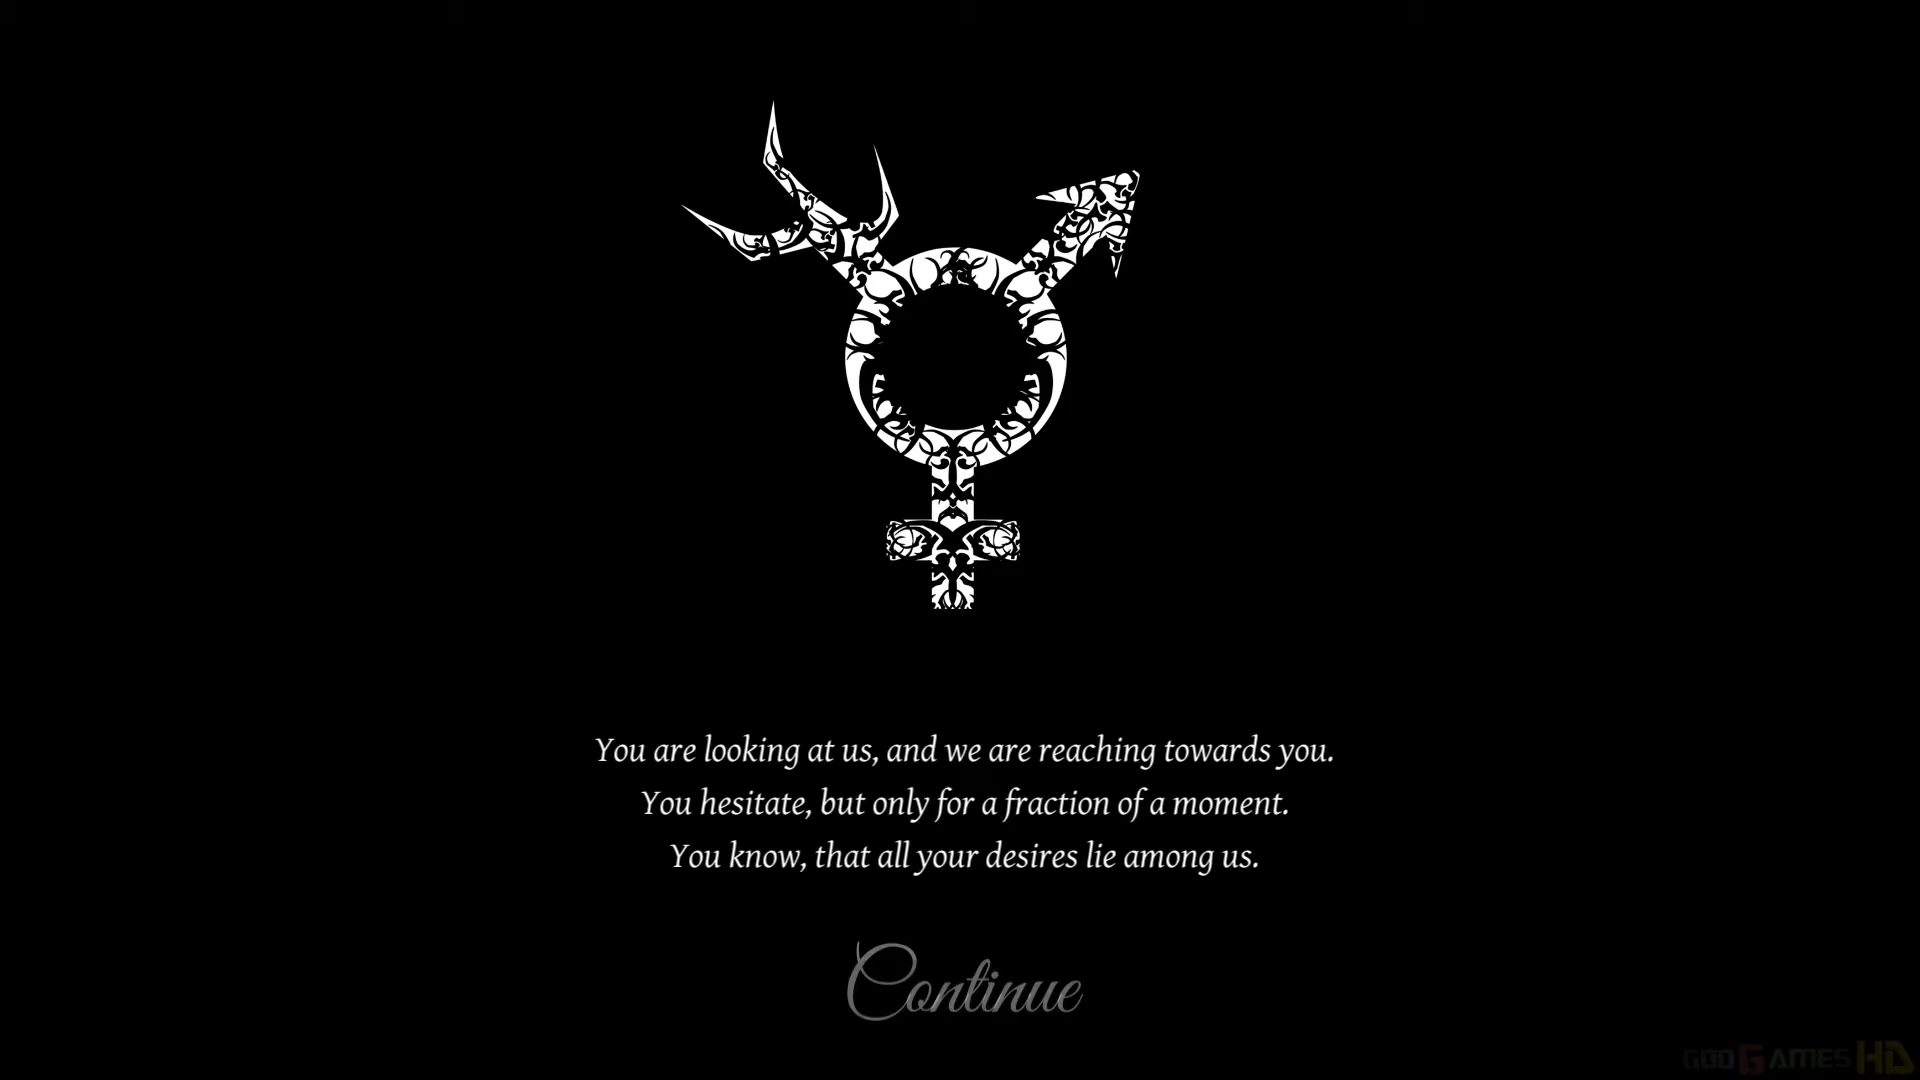 You are looking at us, and we are reaching towards you.
You hesitate, but only for a fraction of a moment.
You know, that all your desires lie among us.
Continue
GooGamesHD